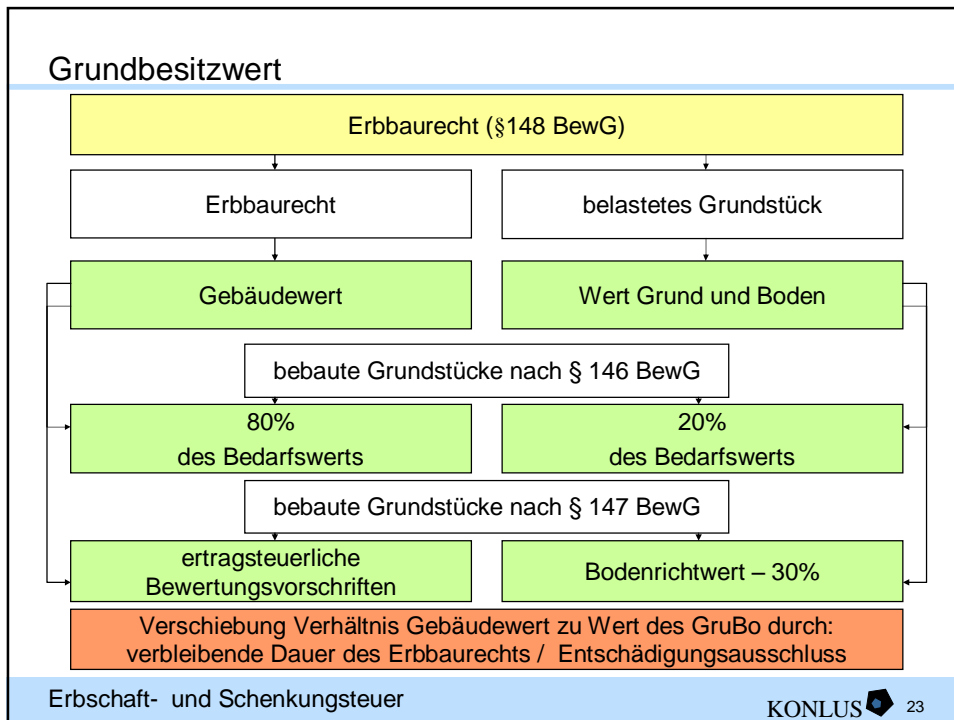 Grundbesitzwert
Erbbaurecht (§148 BewG)
Erbbaurecht
belastetes Grundstück
Gebäudewert
Wert Grund und Boden
bebaute Grundstücke nach § 146 BewG
80%
des Bedarfswerts
20%
des Bedarfswerts
bebaute Grundstücke nach § 147 BewG
ertragsteuerliche
Bewertungsvorschriften
Bodenrichtwert – 30%
Verschiebung Verhältnis Gebäudewert zu Wert des GruBo durch:
verbleibende Dauer des Erbbaurechts / Entschädigungsausschluss
Erbschaft- und Schenkungsteuer
KONLUS 23